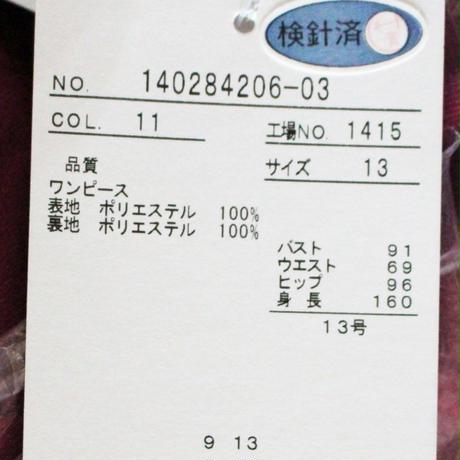 検針済
NO. 140284206-03
COL. 11 工場NO. 1415
品質 サイズ 13
ワンピース
表地 ポリエステル 100%
裏地 ポリエステル 100%
バスト 91
ウエスト 69
ヒップ 96
身長 160
13号
9 13